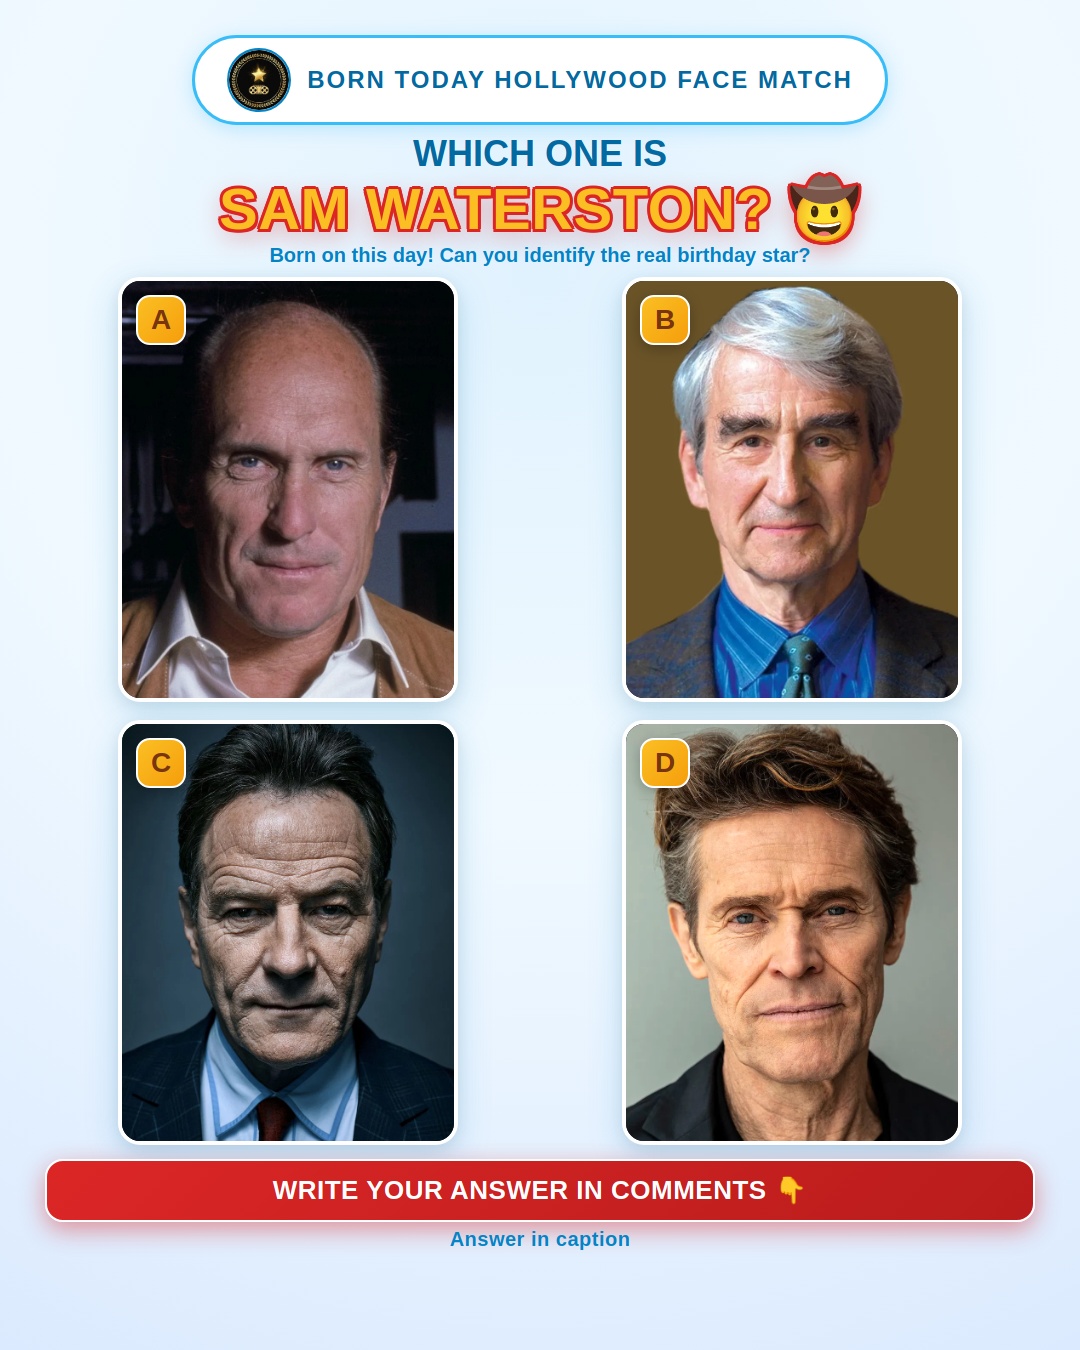 BORN TODAY HOLLYWOOD FACE MATCH
WHICH ONE IS
SAM WATERSTON? 🤠
Born on this day! Can you identify the real birthday star?
A
B
C
D
WRITE YOUR ANSWER IN COMMENTS 👇
Answer in caption